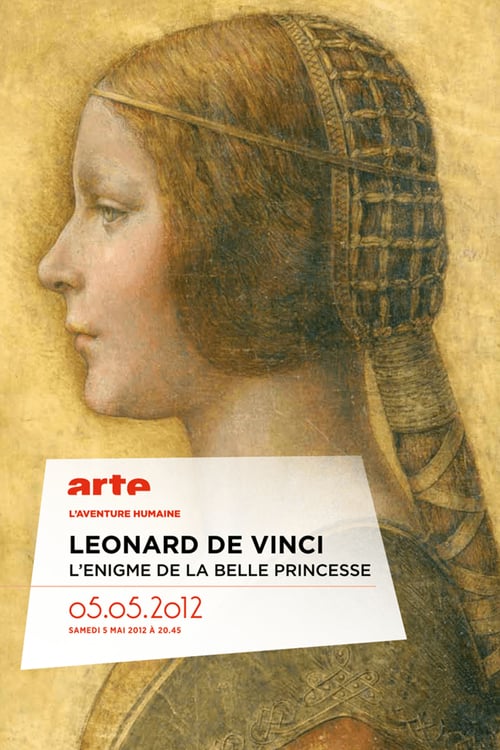 arte
L'AVENTURE HUMAINE
LEONARD DE VINCI
L'ENIGME DE LA BELLE PRINCESSE
05.05.2012
SAMEDI 5 MAI 2012 À 20.45